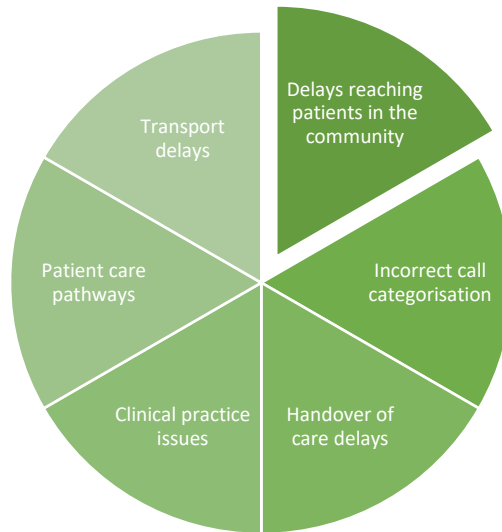 Delays reaching
patients in the
community
Incorrect call
categorisation
Handover of
care delays
Clinical practice
issues
Patient care
pathways
Transport
delays